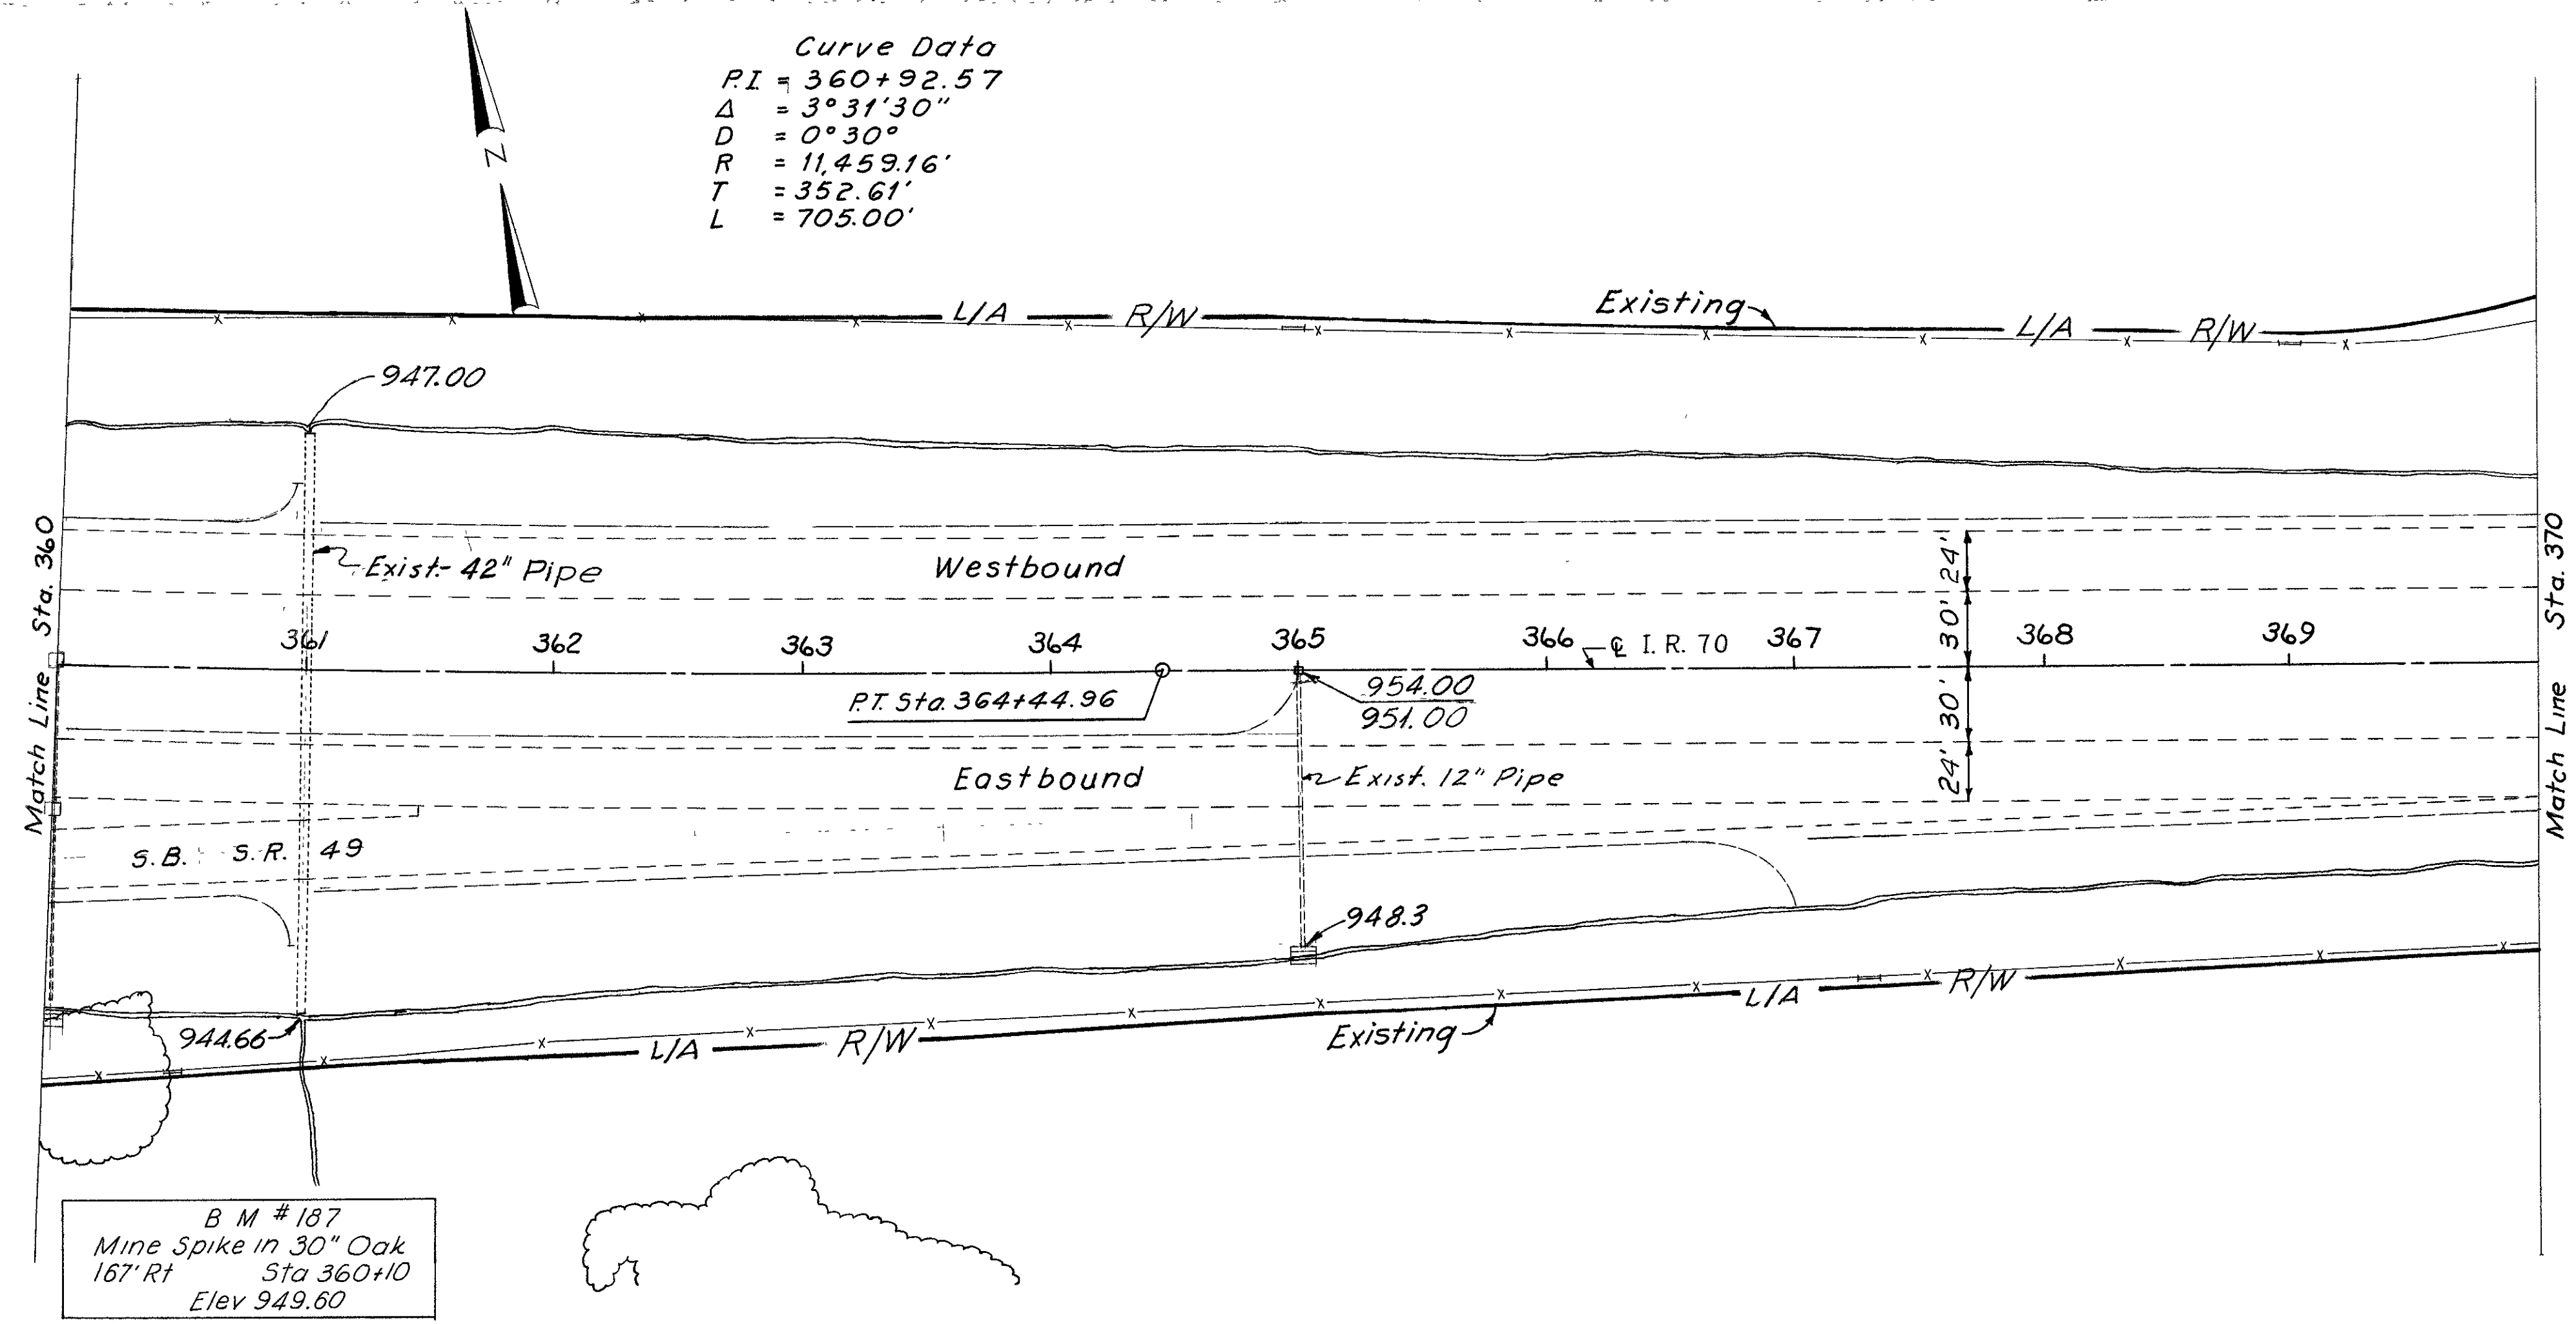 Curve Data
P.I. = 360+92.57
Δ = 3°31'30"
D = 0°30°
R = 11,459.16'
T = 352.61'
L = 705.00'
N
L/A R/W Existing L/A R/W
947.00
Exist. 42" Pipe
Westbound
24'
30'
361 362 363 364 365 366 ℄ I.R. 70 367 368 369
P.T. Sta. 364+44.96
954.00
951.00
30'
24'
Eastbound
Exist. 12" Pipe
S.B. S.R. 49
948.3
944.66
L/A R/W Existing L/A R/W
Match Line Sta. 360
Match Line Sta. 370
B M #187
Mine Spike in 30" Oak
167' Rt Sta 360+10
Elev 949.60